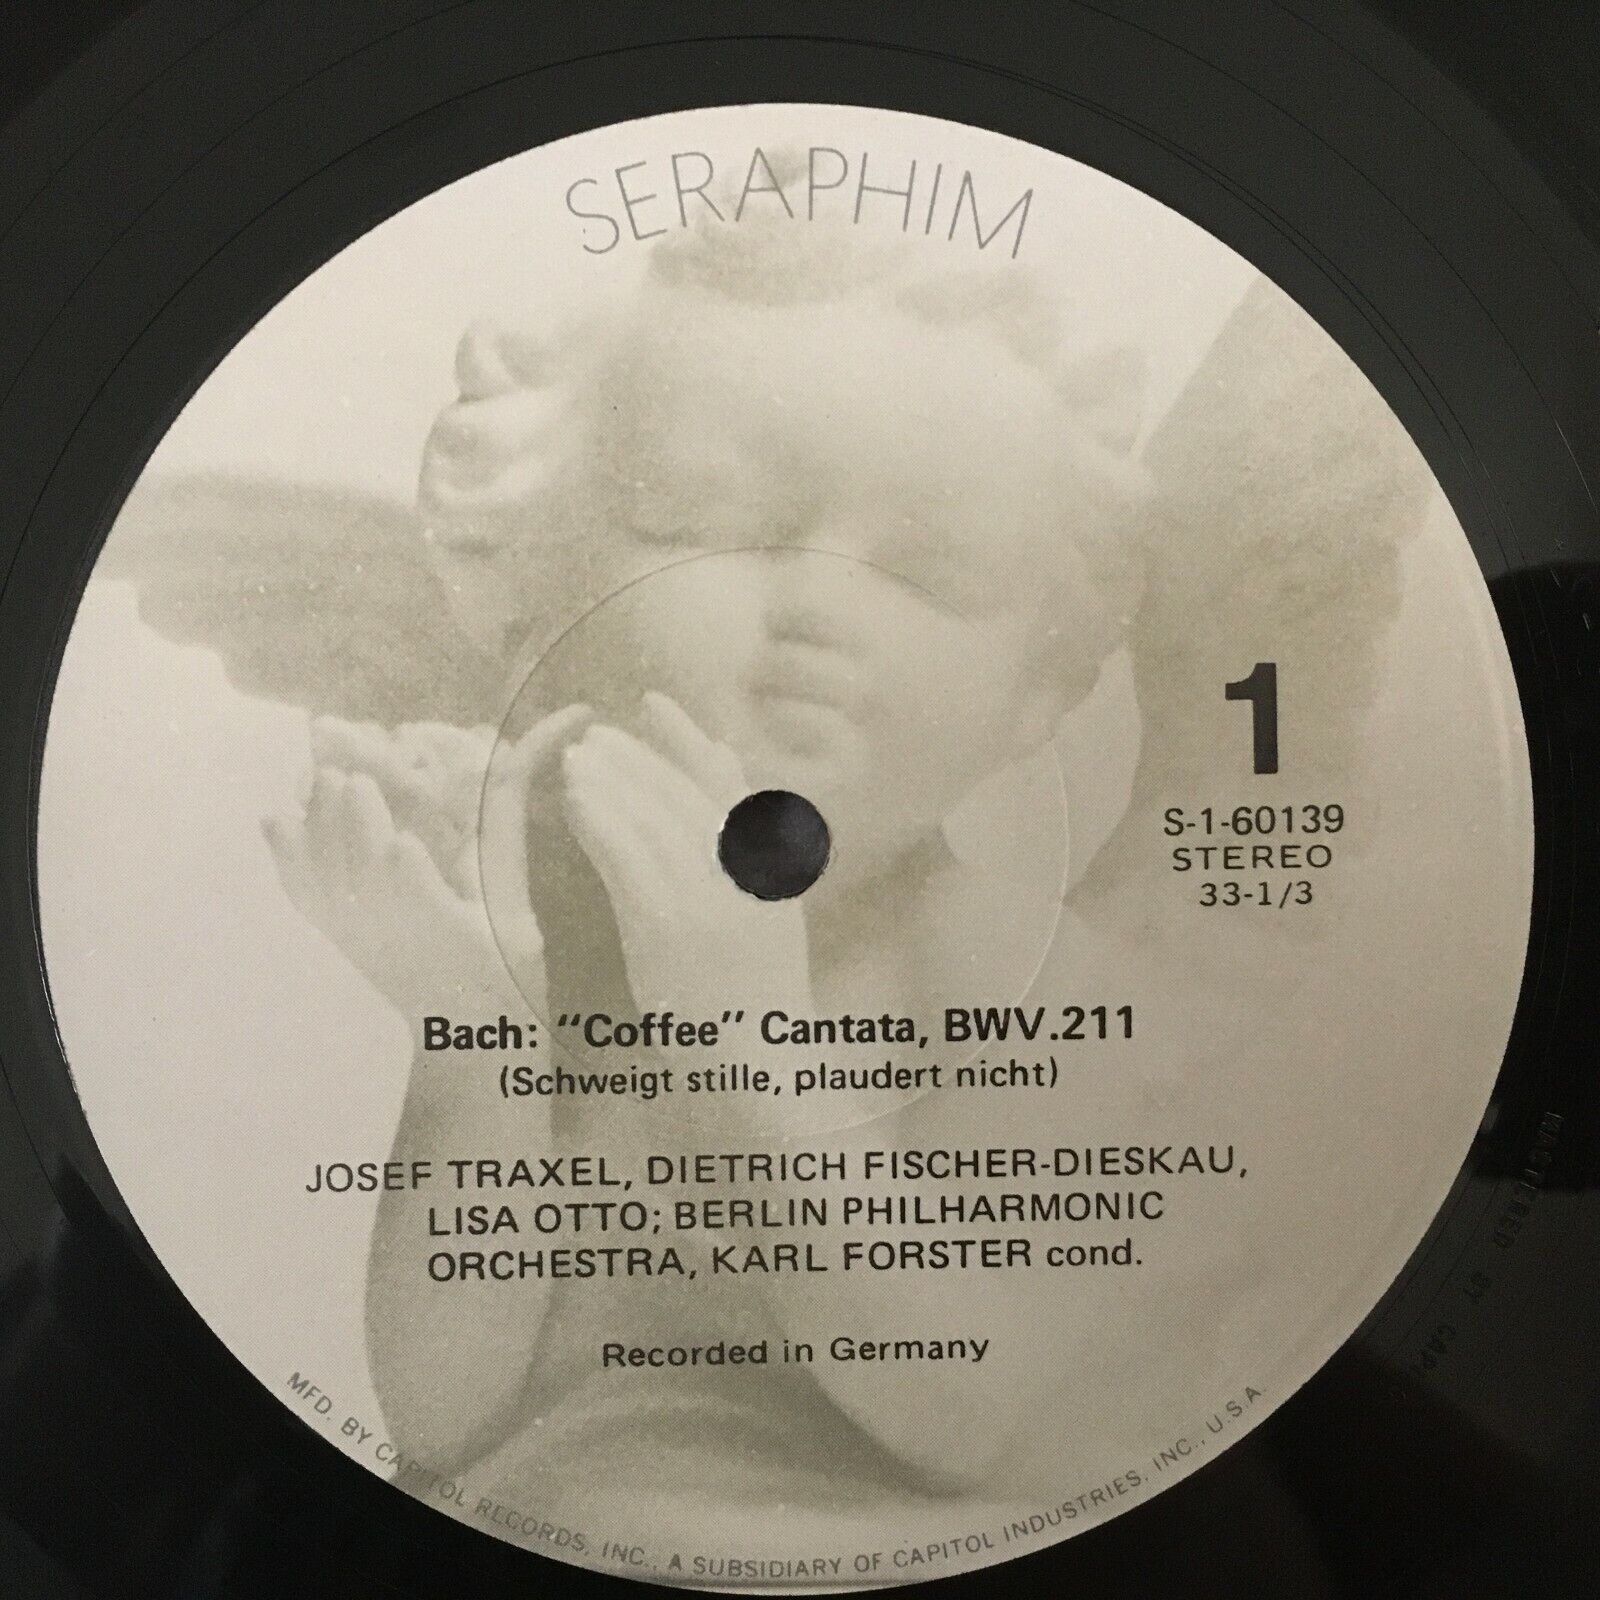 SERAPHIM
1
S-1-60139
STEREO
33-1/3
Bach: "Coffee" Cantata, BWV.211
(Schweigt stille, plaudert nicht)
JOSEF TRAXEL, DIETRICH FISCHER-DIESKAU,
LISA OTTO; BERLIN PHILHARMONIC
ORCHESTRA, KARL FORSTER cond.
Recorded in Germany
MFD. BY CAPITOL RECORDS, INC., A SUBSIDIARY OF CAPITOL INDUSTRIES, INC., U.S.A.
MASTERED BY